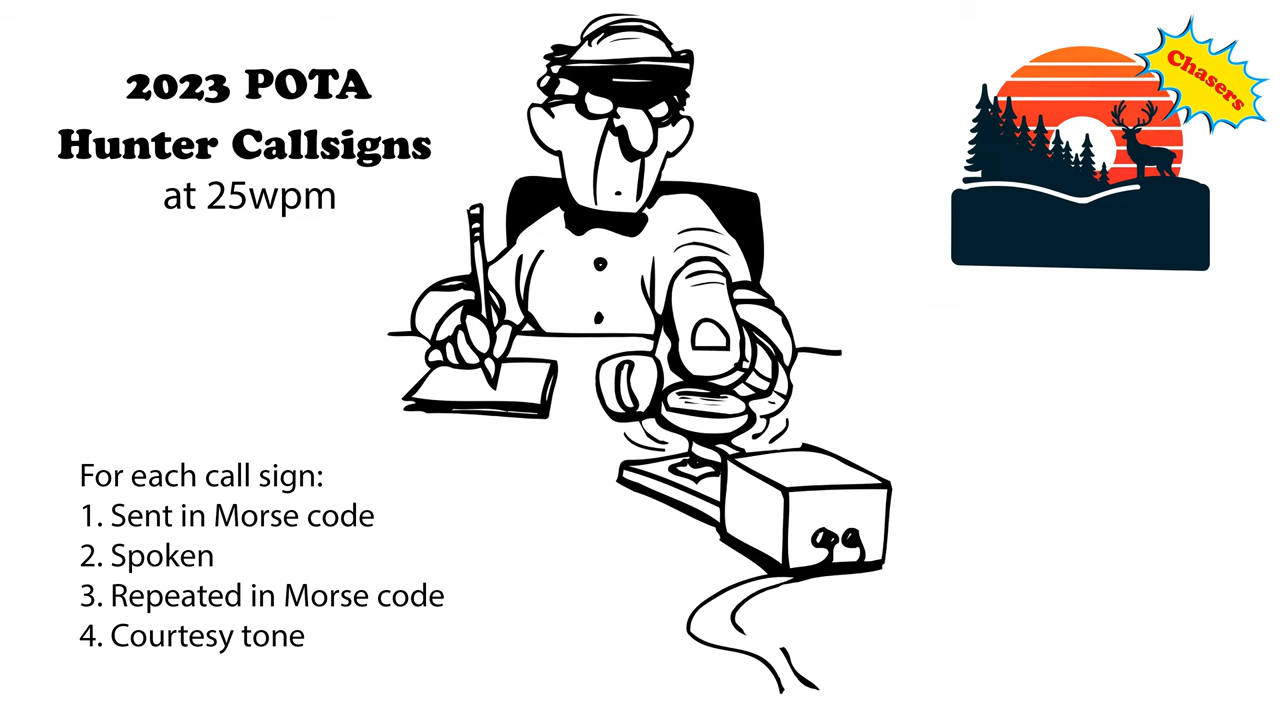 2023 POTA
Hunter Callsigns
at 25wpm
Chasers
For each call sign:
1. Sent in Morse code
2. Spoken
3. Repeated in Morse code
4. Courtesy tone